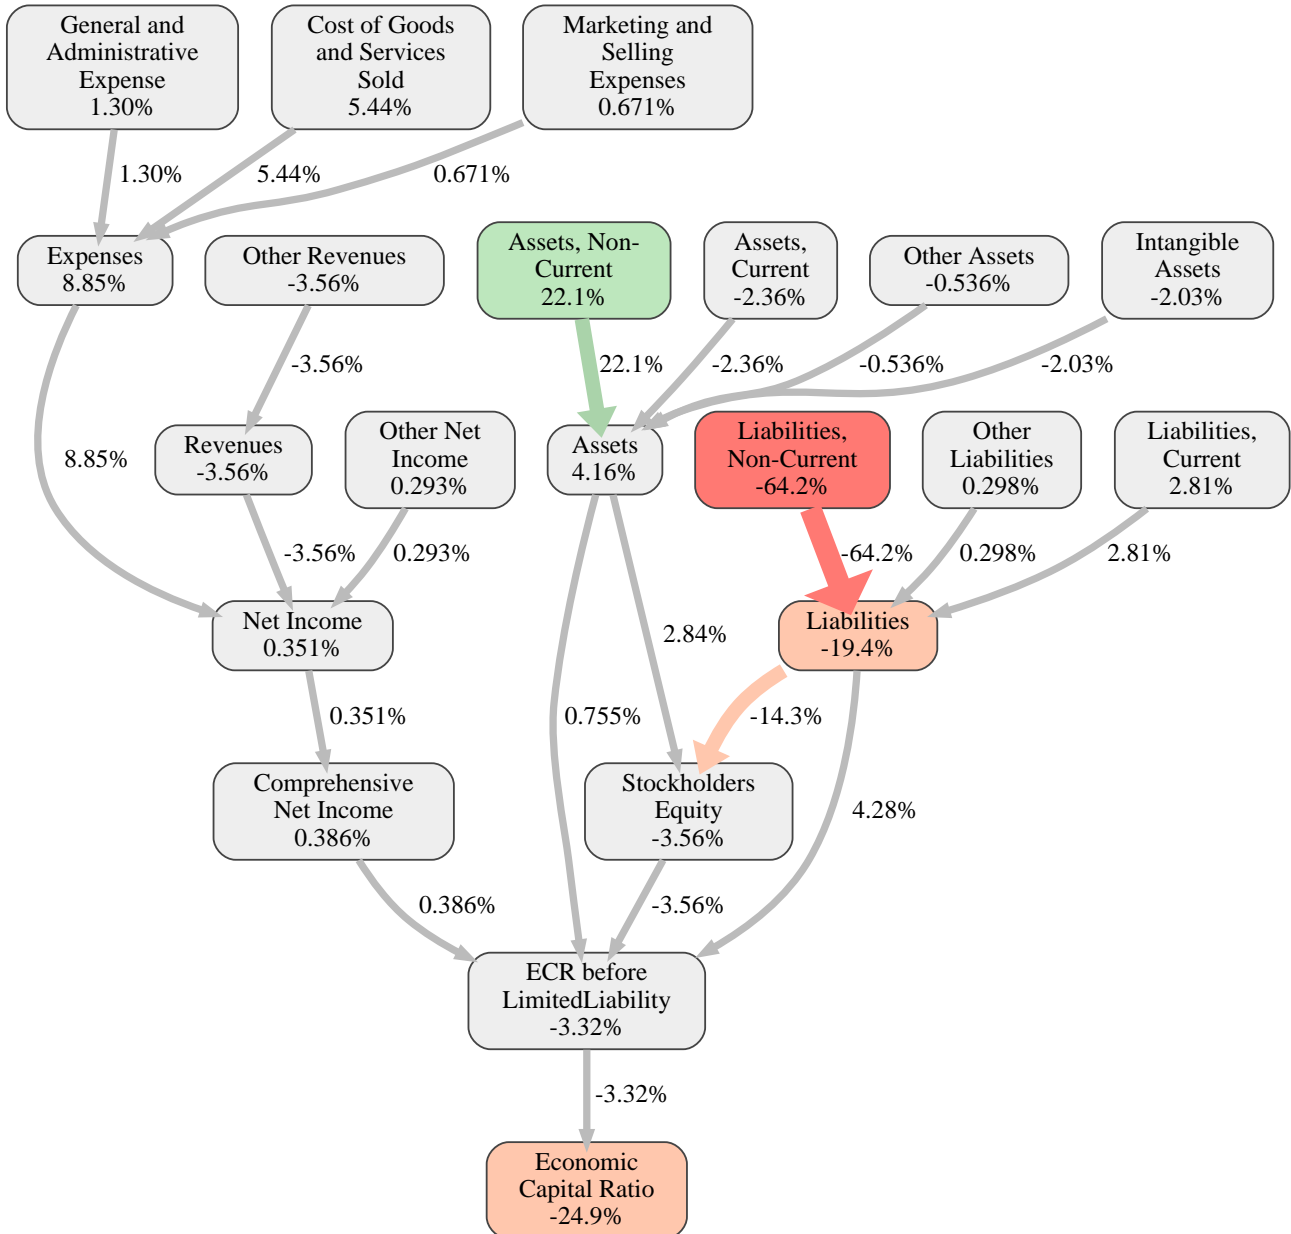 General and
Administrative
Expense
1.30%
Cost of Goods
and Services
Sold
5.44%
Marketing and
Selling
Expenses
0.671%
1.30%
5.44%
0.671%
Expenses
8.85%
Other Revenues
-3.56%
Assets, Non-
Current
22.1%
Assets,
Current
-2.36%
Other Assets
-0.536%
Intangible
Assets
-2.03%
-3.56%
22.1%
-2.36%
-0.536%
-2.03%
8.85%
Revenues
-3.56%
Other Net
Income
0.293%
Assets
4.16%
Liabilities,
Non-Current
-64.2%
Other
Liabilities
0.298%
Liabilities,
Current
2.81%
-3.56%
0.293%
-64.2%
0.298%
2.81%
Net Income
0.351%
2.84%
Liabilities
-19.4%
0.351%
0.755%
-14.3%
Comprehensive
Net Income
0.386%
Stockholders
Equity
-3.56%
4.28%
0.386%
-3.56%
ECR before
LimitedLiability
-3.32%
-3.32%
Economic
Capital Ratio
-24.9%